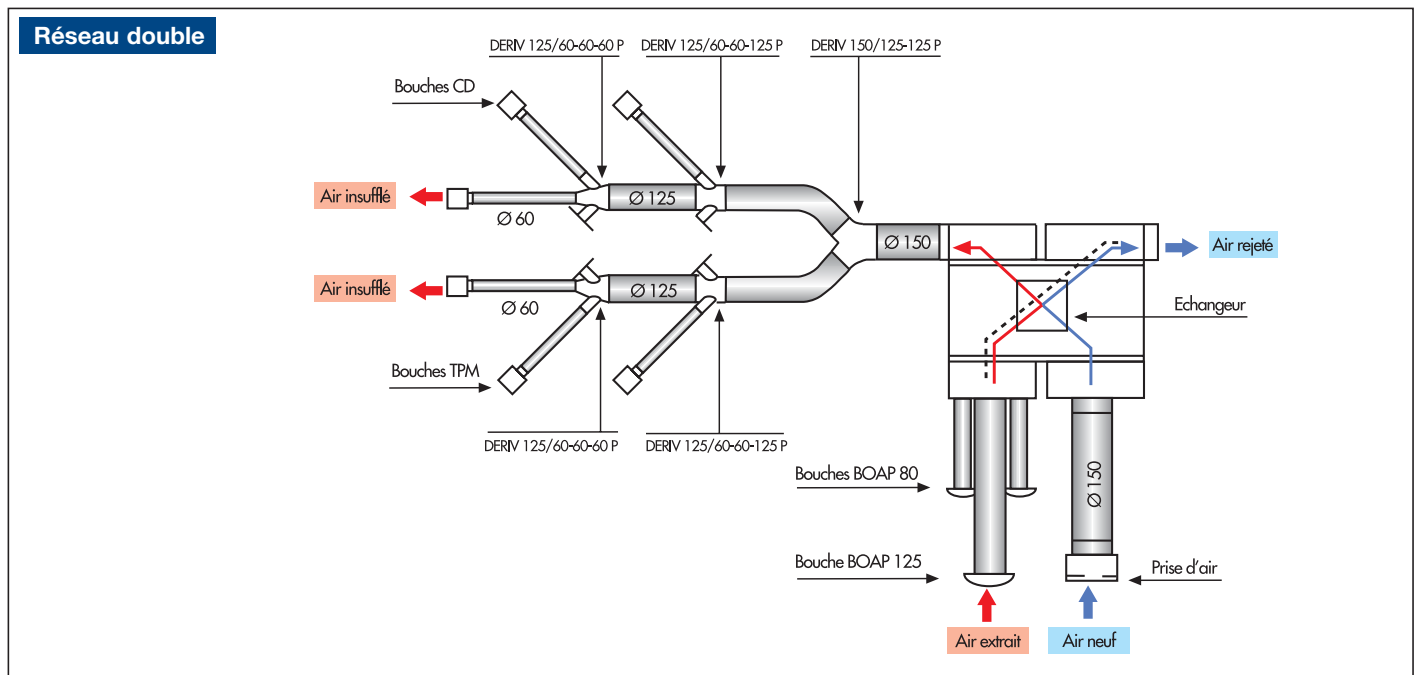 Réseau double
DERIV 125/60-60-60 P
DERIV 125/60-60-125 P
DERIV 150/125-125 P
Bouches CD
Air insufflé
Ø 60
Ø 125
Ø 150
Air rejeté
Air insufflé
Ø 60
Ø 125
Echangeur
Bouches TPM
DERIV 125/60-60-60 P
DERIV 125/60-60-125 P
Bouches BOAP 80
Ø 150
Bouche BOAP 125
Prise d'air
Air extrait
Air neuf